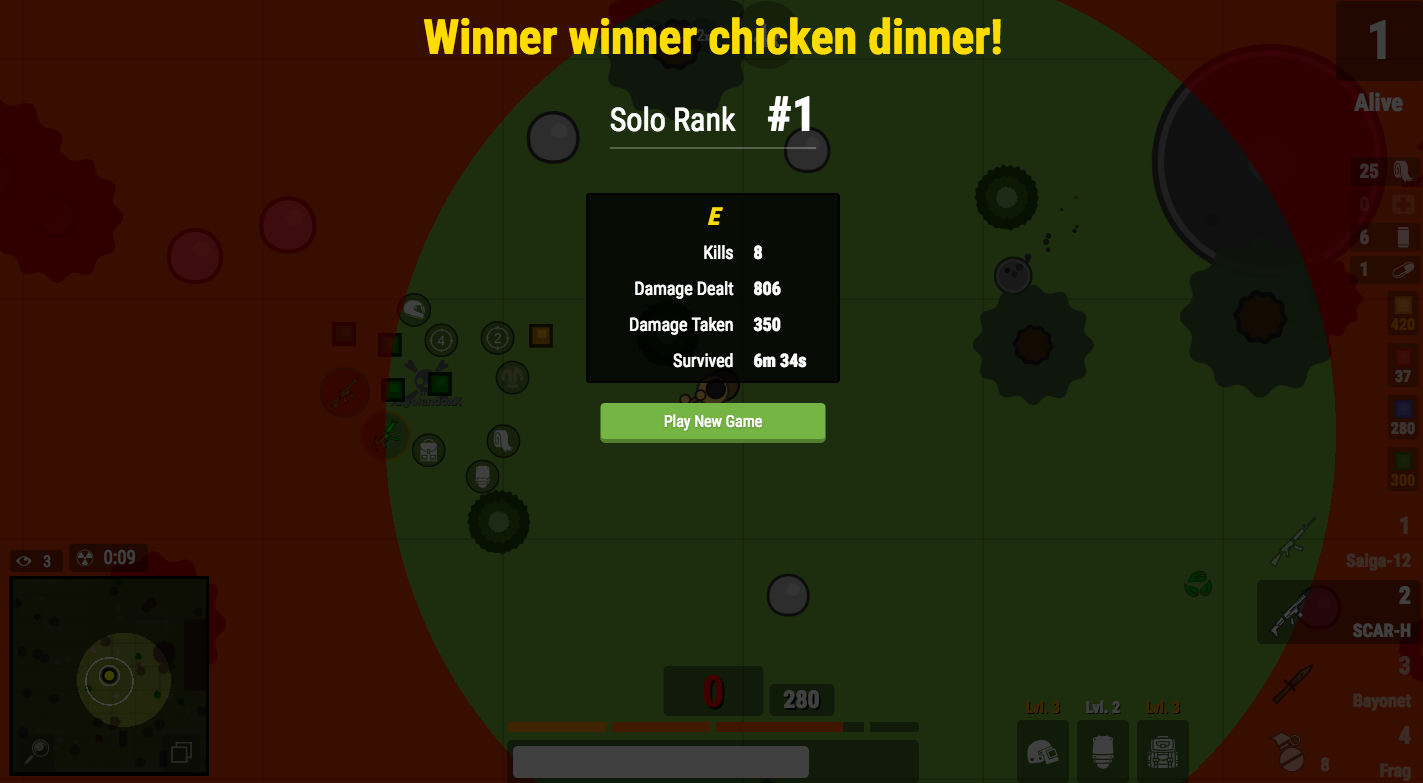 Winner winner chicken dinner!
Solo Rank #1
E
Kills 8
Damage Dealt 806
Damage Taken 350
Survived 6m 34s
Play New Game
1
Alive
25
0
6
1
420
37
280
300
4
2
3
0:09
1
Saiga-12
2
SCAR-H
3
Bayonet
4
8
Frag
0
280
Lvl. 3
Lvl. 2
Lvl. 3